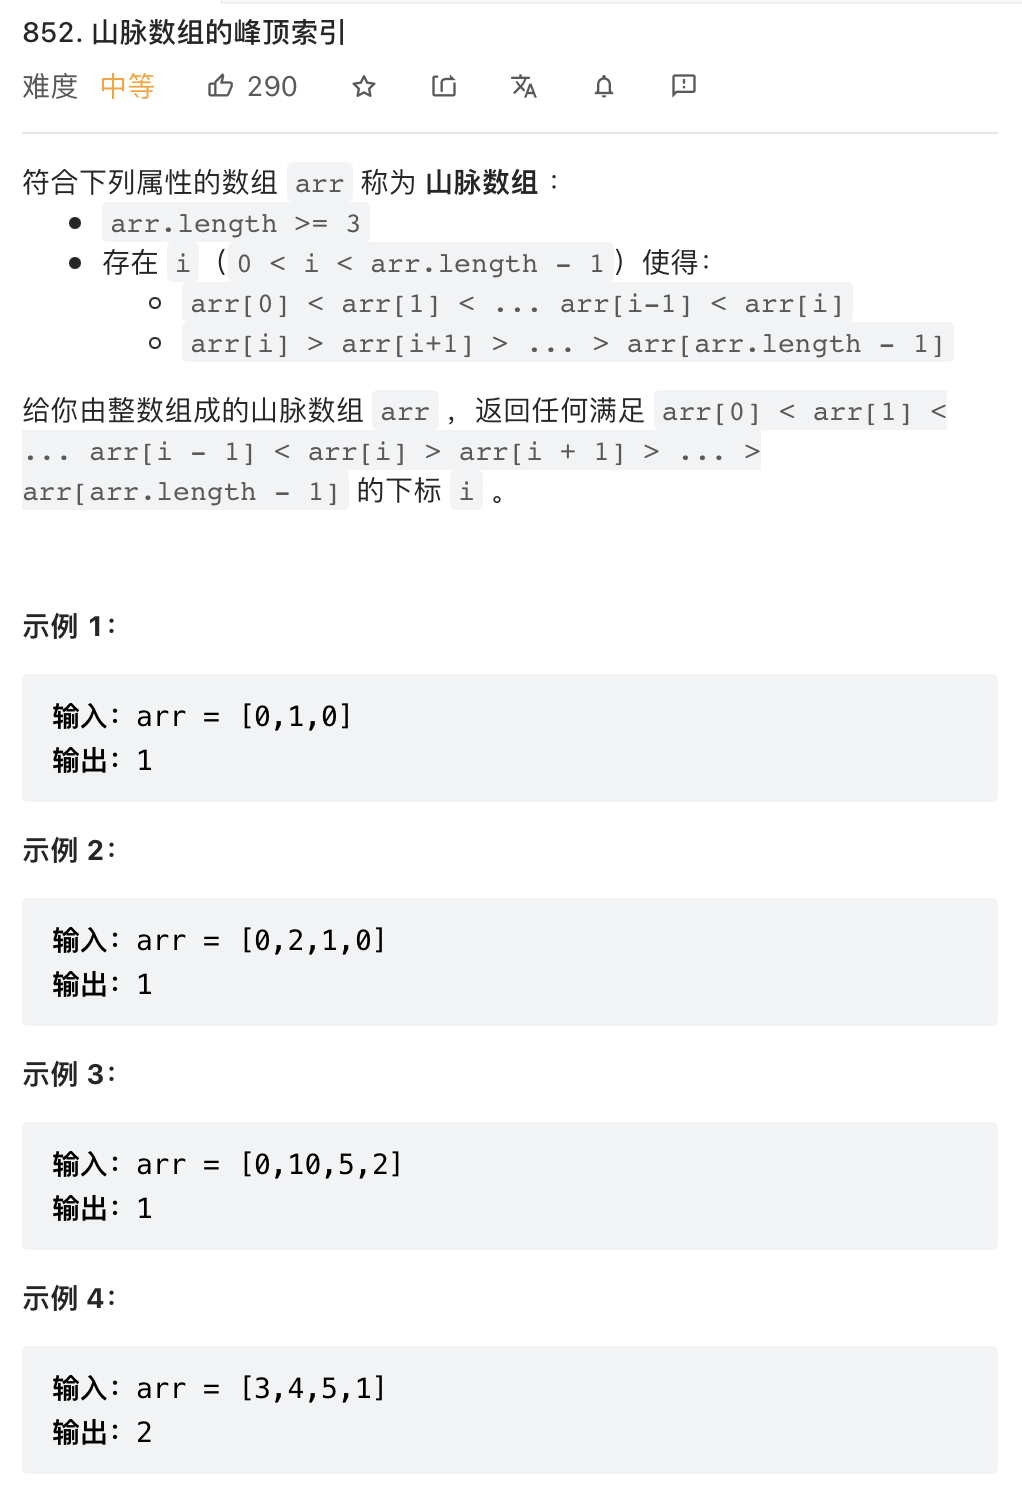 852. 山脉数组的峰顶索引
难度 中等 290
符合下列属性的数组 arr 称为 山脉数组 ：
arr.length >= 3
存在 i （ 0 < i < arr.length - 1 ）使得：
arr[0] < arr[1] < ... arr[i-1] < arr[i]
arr[i] > arr[i+1] > ... > arr[arr.length - 1]
给你由整数组成的山脉数组 arr ，返回任何满足 arr[0] < arr[1] <
... arr[i - 1] < arr[i] > arr[i + 1] > ... >
arr[arr.length - 1] 的下标 i 。
示例 1：
输入：arr = [0,1,0]
输出：1
示例 2：
输入：arr = [0,2,1,0]
输出：1
示例 3：
输入：arr = [0,10,5,2]
输出：1
示例 4：
输入：arr = [3,4,5,1]
输出：2